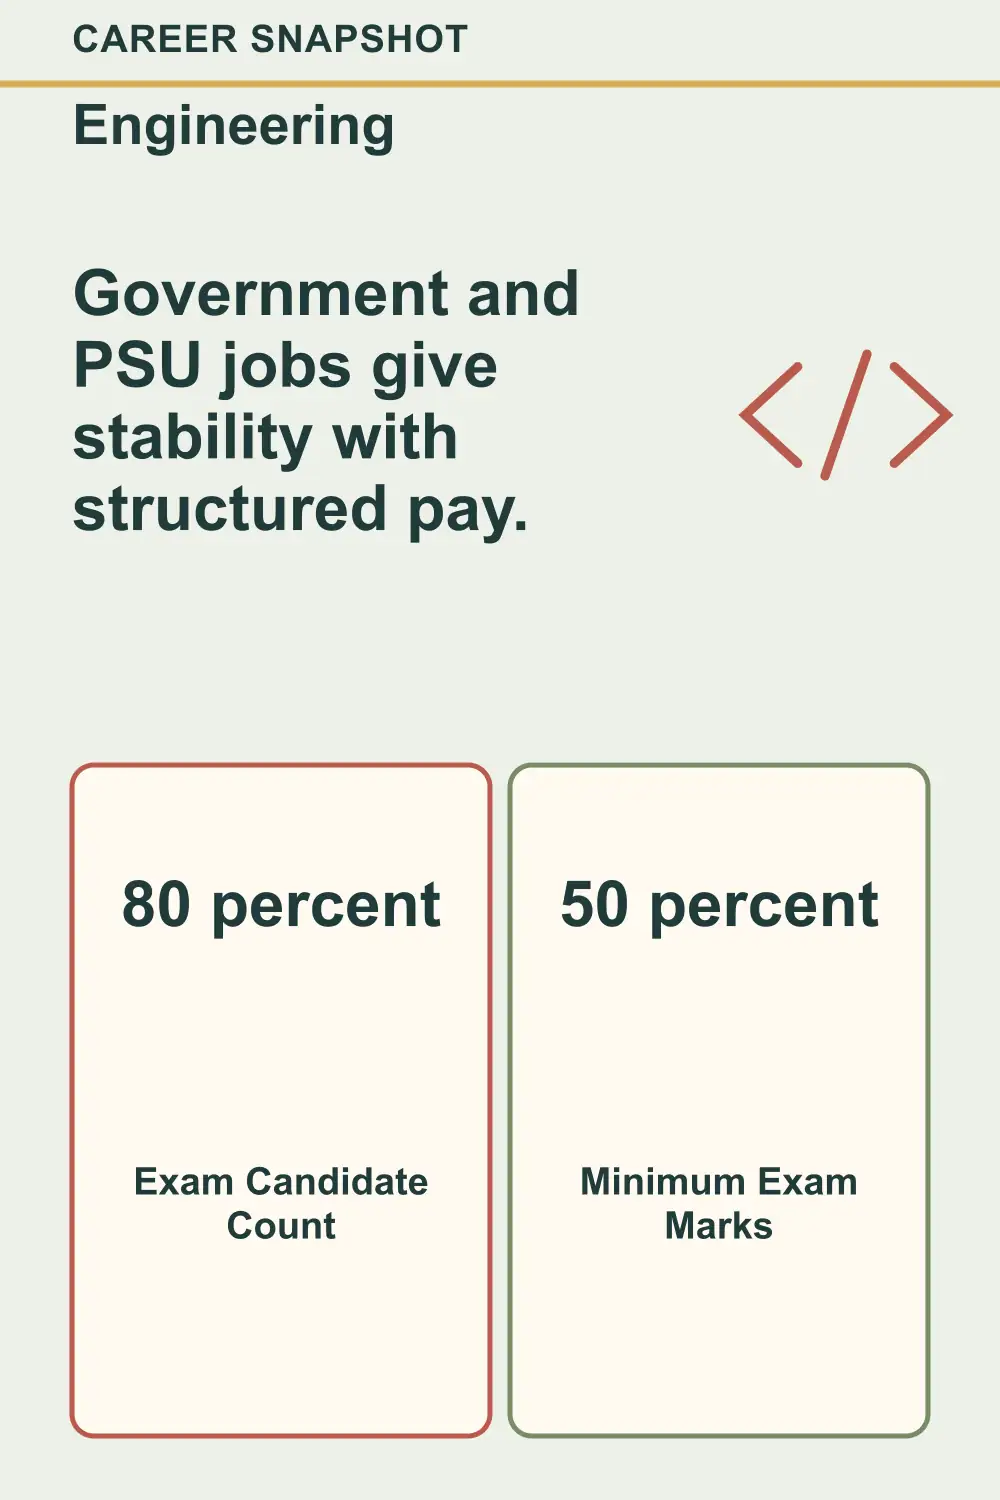 CAREER SNAPSHOT
Engineering
Government and
PSU jobs give
stability with
structured pay.
80 percent
Exam Candidate
Count
50 percent
Minimum Exam
Marks